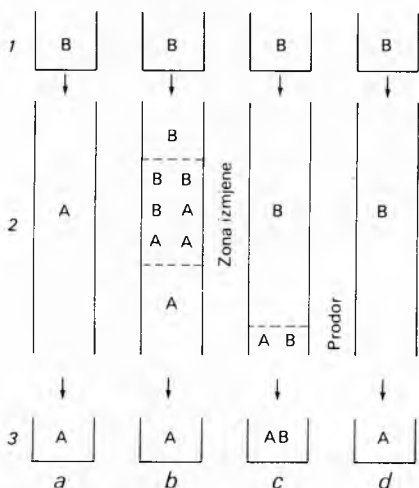 1 B B B B
B
B B
2 A B A B B
A A
A
A B
Zona izmjene
Prodor
3 A A AB A
a b c d